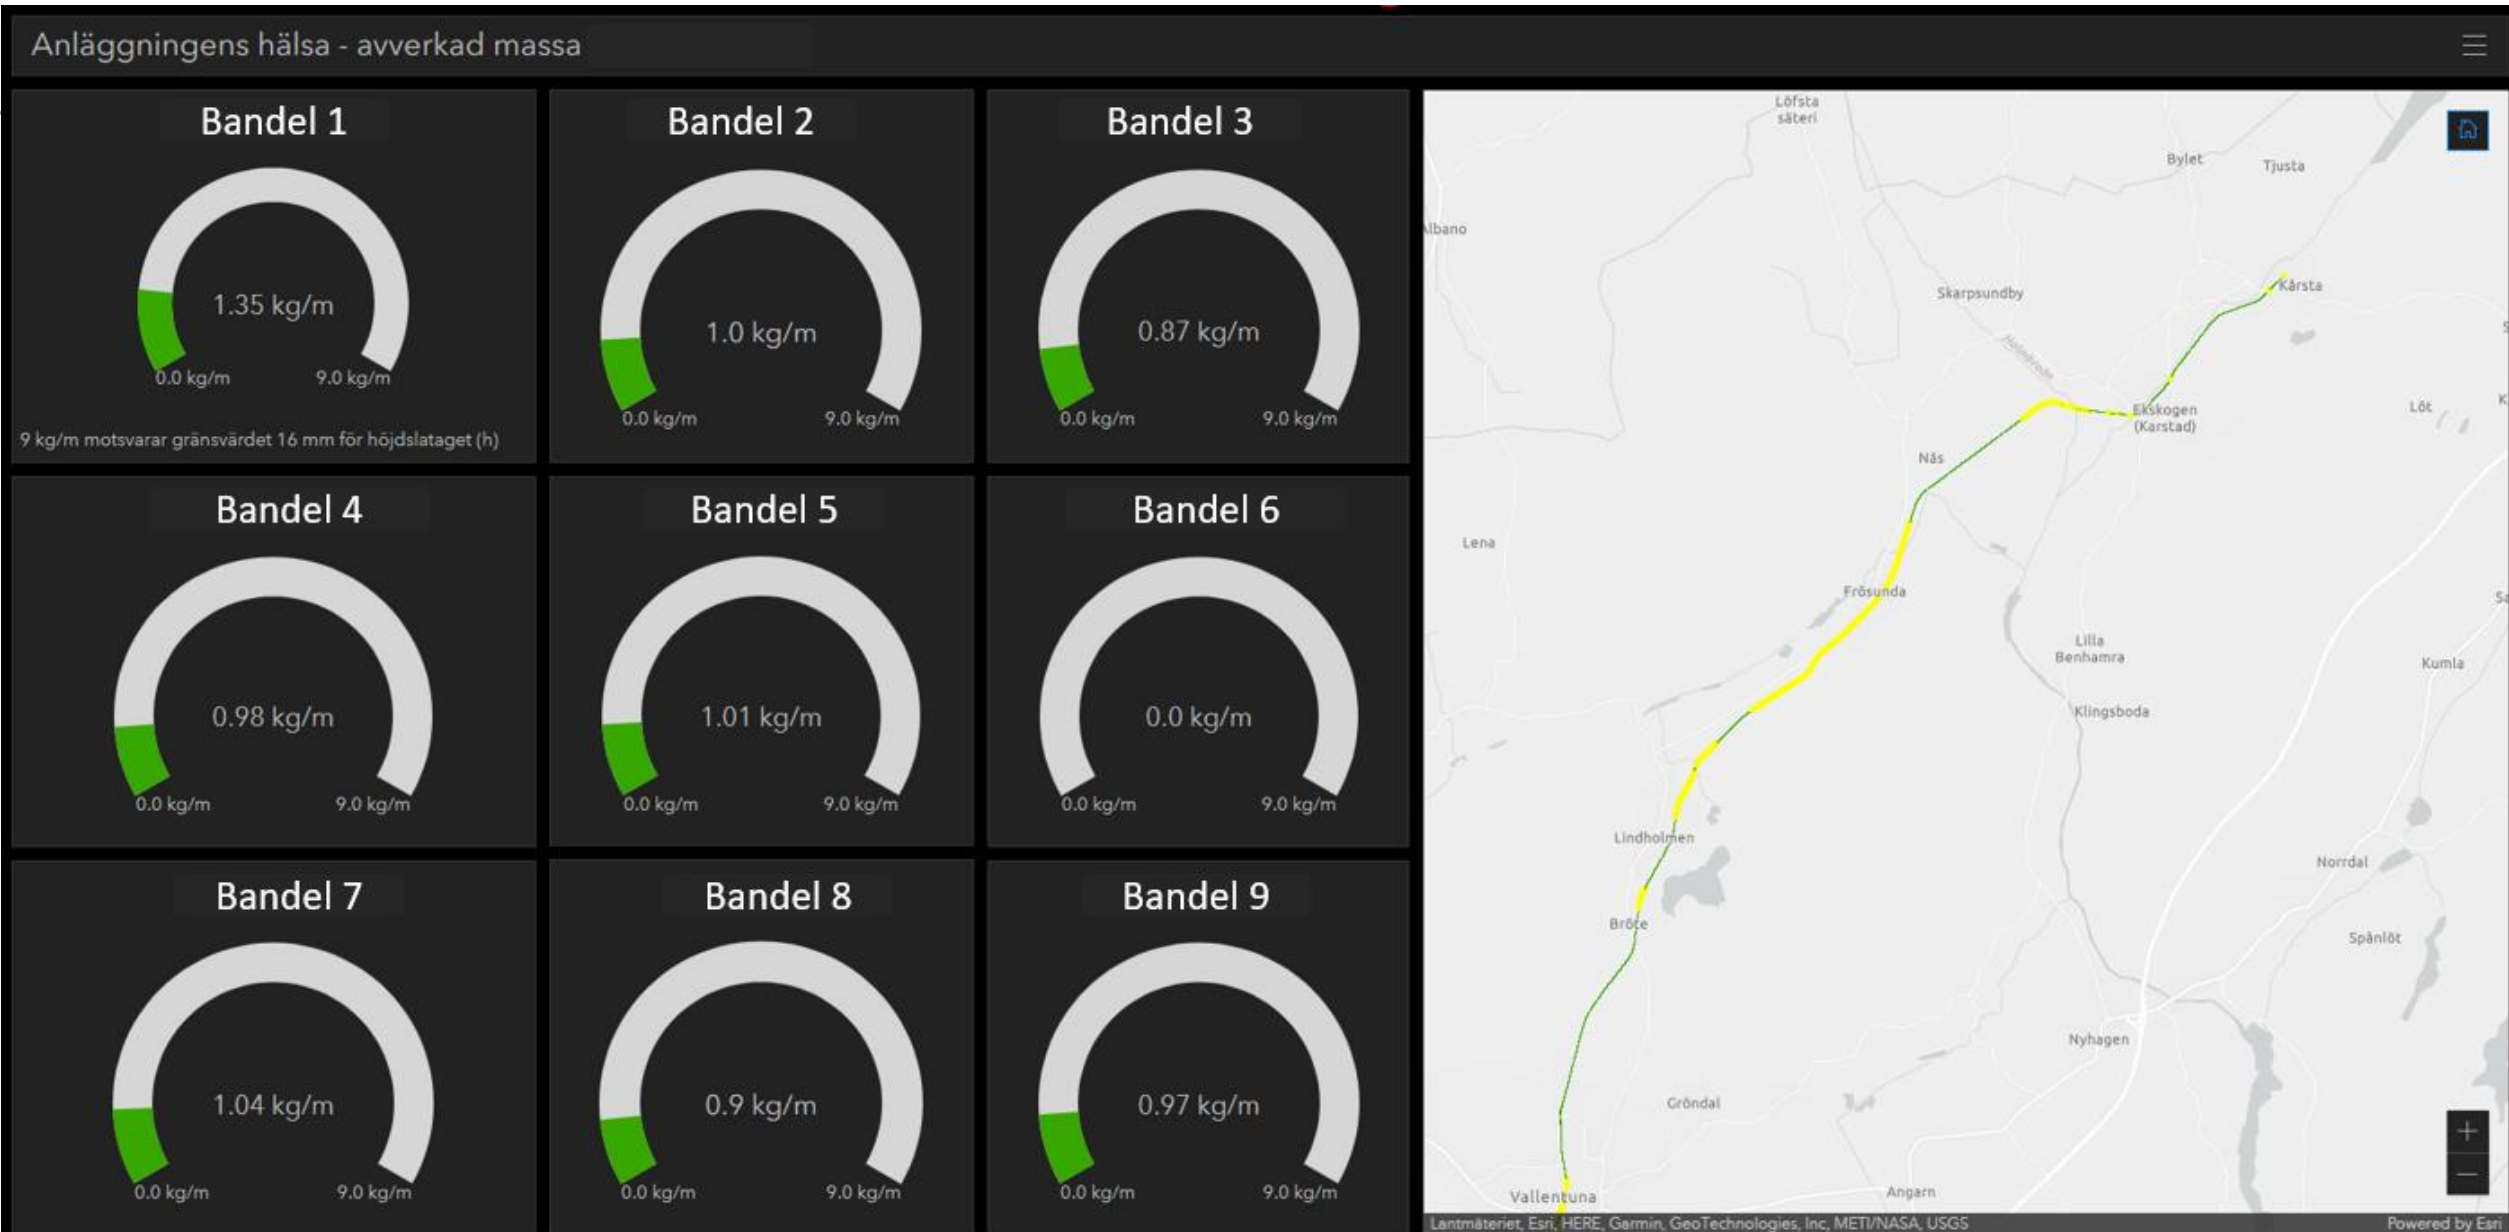 Anläggningens hälsa - avverkad massa
Bandel 1
1.35 kg/m
0.0 kg/m
9.0 kg/m
9 kg/m motsvarar gränsvärdet 16 mm för höjdslataget (h)
Bandel 2
1.0 kg/m
0.0 kg/m
9.0 kg/m
Bandel 3
0.87 kg/m
0.0 kg/m
9.0 kg/m
Bandel 4
0.98 kg/m
0.0 kg/m
9.0 kg/m
Bandel 5
1.01 kg/m
0.0 kg/m
9.0 kg/m
Bandel 6
0.0 kg/m
0.0 kg/m
9.0 kg/m
Bandel 7
1.04 kg/m
0.0 kg/m
9.0 kg/m
Bandel 8
0.9 kg/m
0.0 kg/m
9.0 kg/m
Bandel 9
0.97 kg/m
0.0 kg/m
9.0 kg/m
Löfsta
säteri
Bylet
Tjusta
Skarpsundby
Kårsta
Ekskogen
(Karstad)
Löt
Nås
Lena
Frösunda
Lilla
Benhamra
Kumla
Klingsboda
Lindholmen
Norrdal
Bröte
Spånlöt
Nyhagen
Gröndal
Angarn
Vallentuna
+
−
Lantmäteriet, Esri, HERE, Garmin, GeoTechnologies, Inc, METI/NASA, USGS
Powered by Esri